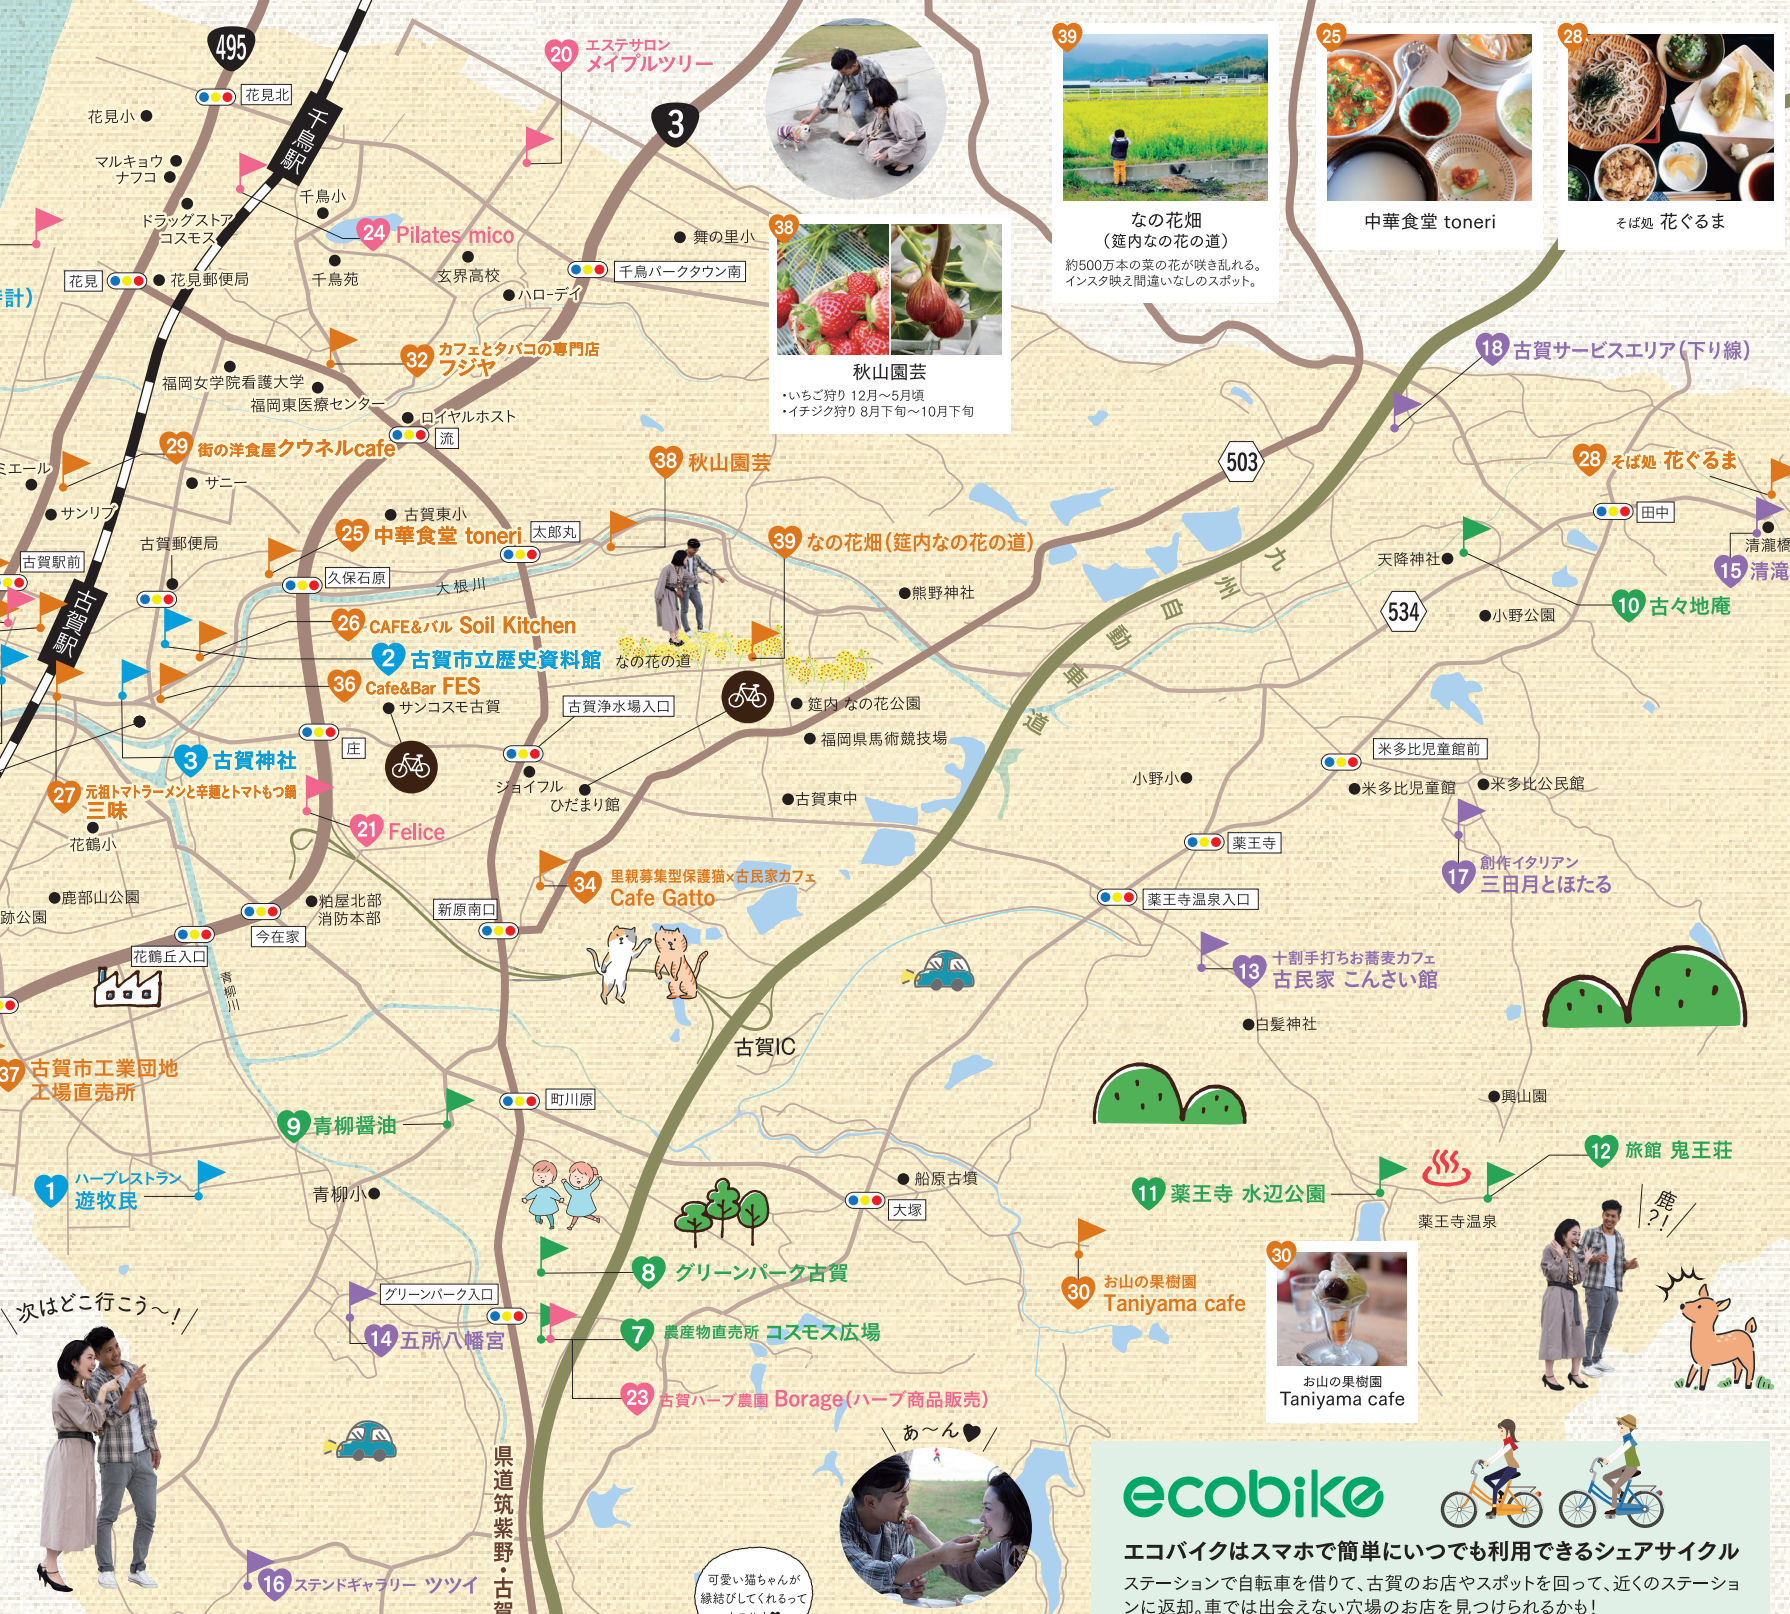 495
花見北
花見小
マルキョウ
ナフコ
ドラッグストア
コスモス
千鳥駅
千鳥小
20 エステサロン
メイプルツリー
3
24 Pilates mico
花見
花見郵便局
千鳥苑
玄界高校
ハローデイ
舞の里小
千鳥パークタウン南
計)
32 カフェとタバコの専門店
フジヤ
福岡女学院看護大学
福岡東医療センター
ロイヤルホスト
流
38
秋山園芸
・いちご狩り 12月～5月頃
・イチジク狩り 8月下旬～10月下旬
39
なの花畑
(筵内なの花の道)
約500万本の菜の花が咲き乱れる。
インスタ映え間違いなしのスポット。
25
中華食堂 toneri
28
そば処 花ぐるま
18 古賀サービスエリア(下り線)
503
28 そば処 花ぐるま
田中
清瀧橋
15 清滝
29 街の洋食屋クウネルcafe
ミエール
サニー
サンリブ
38 秋山園芸
古賀東小
25 中華食堂 toneri
太郎丸
39 なの花畑(筵内なの花の道)
古賀郵便局
古賀駅前
久保石原
大根川
古賀駅
熊野神社
九州自動車道
天降神社
10 古々地庵
534
小野公園
26 CAFE&バル Soil Kitchen
2 古賀市立歴史資料館
36 Cafe&Bar FES
なの花の道
サンコスモ古賀
古賀浄水場入口
筵内 なの花公園
福岡県馬術競技場
庄
3 古賀神社
27 元祖トマトラーメンと辛麺とトマトもつ鍋
三味
花鶴小
ジョイフル
ひだまり館
古賀東中
21 Felice
小野小
米多比児童館前
米多比児童館
米多比公民館
薬王寺
17 創作イタリアン
三日月とほたる
34 里親募集型保護猫×古民家カフェ
Cafe Gatto
鹿部山公園
跡公園
粕屋北部
消防本部
新原南口
今在家
花鶴丘入口
青柳川
薬王寺温泉入口
13 十割手打ちお蕎麦カフェ
古民家 こんさい館
白髪神社
古賀IC
37 古賀市工業団地
工場直売所
9 青柳醤油
町川原
興山園
1 ハーブレストラン
遊牧民
青柳小
船原古墳
大塚
11 薬王寺 水辺公園
薬王寺温泉
12 旅館 鬼王荘
鹿
?!
8 グリーンパーク古賀
30 お山の果樹園
Taniyama cafe
30
お山の果樹園
Taniyama cafe
グリーンパーク入口
14 五所八幡宮
7 農産物直売所 コスモス広場
23 古賀ハーブ農園 Borage(ハーブ商品販売)
次はどこ行こう～!
あ～ん♥
県道筑紫野・古賀
16 ステンドギャラリー ツツイ
可愛い猫ちゃんが
縁結びしてくれるって
ecobike
エコバイクはスマホで簡単にいつでも利用できるシェアサイクル
ステーションで自転車を借りて、古賀のお店やスポットを回って、近くのステーショ
ンに返却。車では出会えない穴場のお店を見つけられるかも!